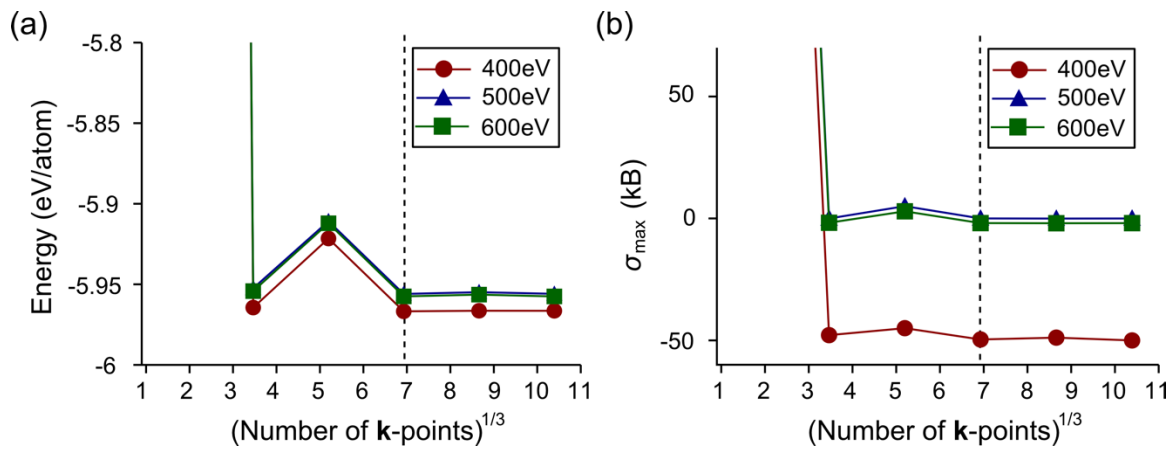 (a)
Energy (eV/atom)
-5.8
-5.85
-5.9
-5.95
-6
400eV
500eV
600eV
1 2 3 4 5 6 7 8 9 10 11
(Number of k-points)^{1/3}
(b)
σ_{max} (kB)
50
0
-50
400eV
500eV
600eV
1 2 3 4 5 6 7 8 9 10 11
(Number of k-points)^{1/3}